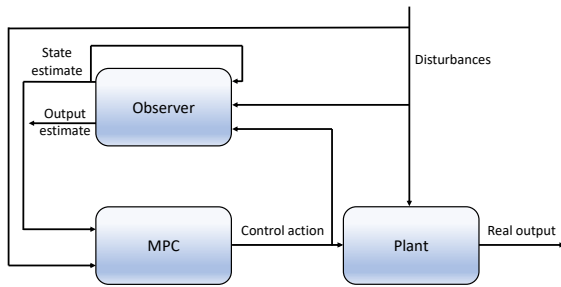 State
estimate
Disturbances
Observer
Output
estimate
MPC
Control action
Plant
Real output